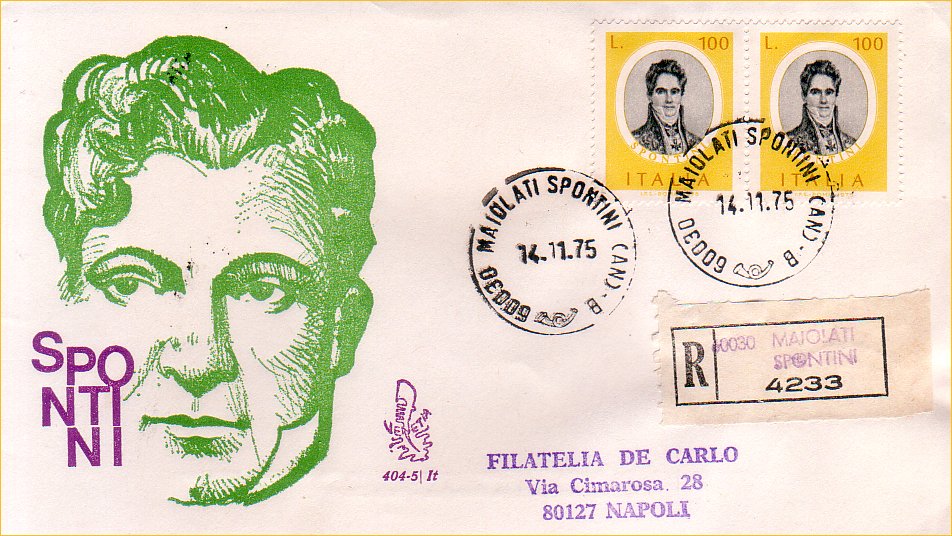 L. 100
SPONTINI
ITALIA
L. 100
SPONTINI
ITALIA
60030 MAIOLATI SPONTINI (AN) - B
14.11.75
60030 MAIOLATI SPONTINI (AN) - B
14.11.75
SPO
NTI
NI
R
60030 MAIOLATI
SPONTINI
4233
404-5| It
FILATELIA DE CARLO
Via Cimarosa. 28
80127 NAPOLI